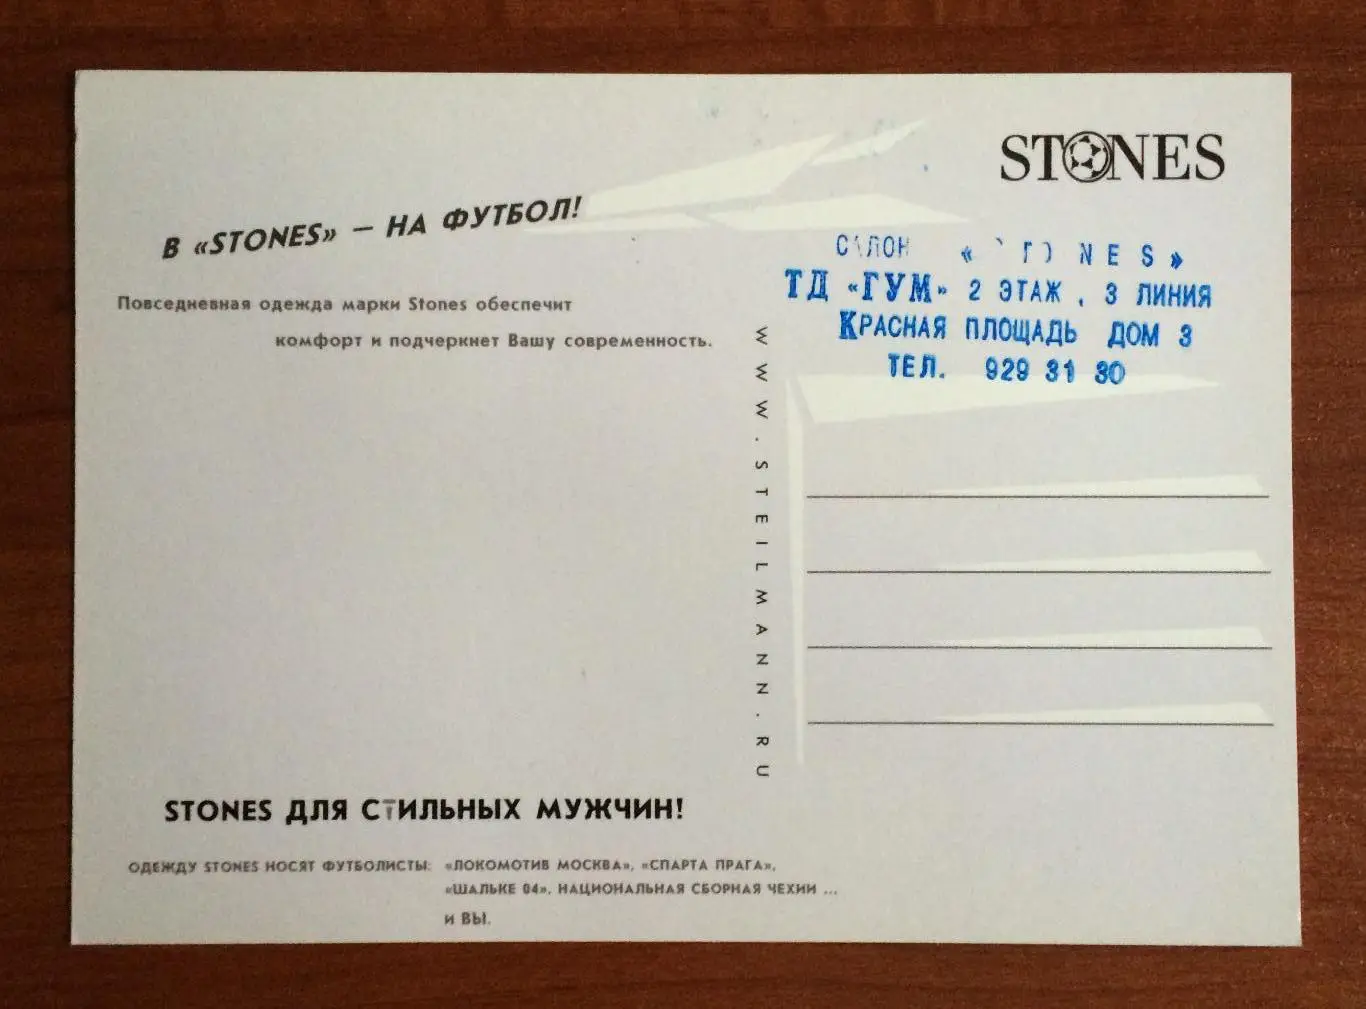 STONES
В «STONES» – НА ФУТБОЛ!
Повседневная одежда марки Stones обеспечит
комфорт и подчеркнет Вашу современность.
САЛОН
ТД «ГУМ» 2 ЭТАЖ , 3 ЛИНИЯ
КРАСНАЯ ПЛОЩАДЬ ДОМ 3
ТЕЛ. 929 31 30
WWW.STEILMANN.RU
STONES ДЛЯ СТИЛЬНЫХ МУЖЧИН!
ОДЕЖДУ STONES НОСЯТ ФУТБОЛИСТЫ: «ЛОКОМОТИВ МОСКВА», «СПАРТА ПРАГА»,
«ШАЛЬКЕ 04», НАЦИОНАЛЬНАЯ СБОРНАЯ ЧЕХИИ ...
И ВЫ.